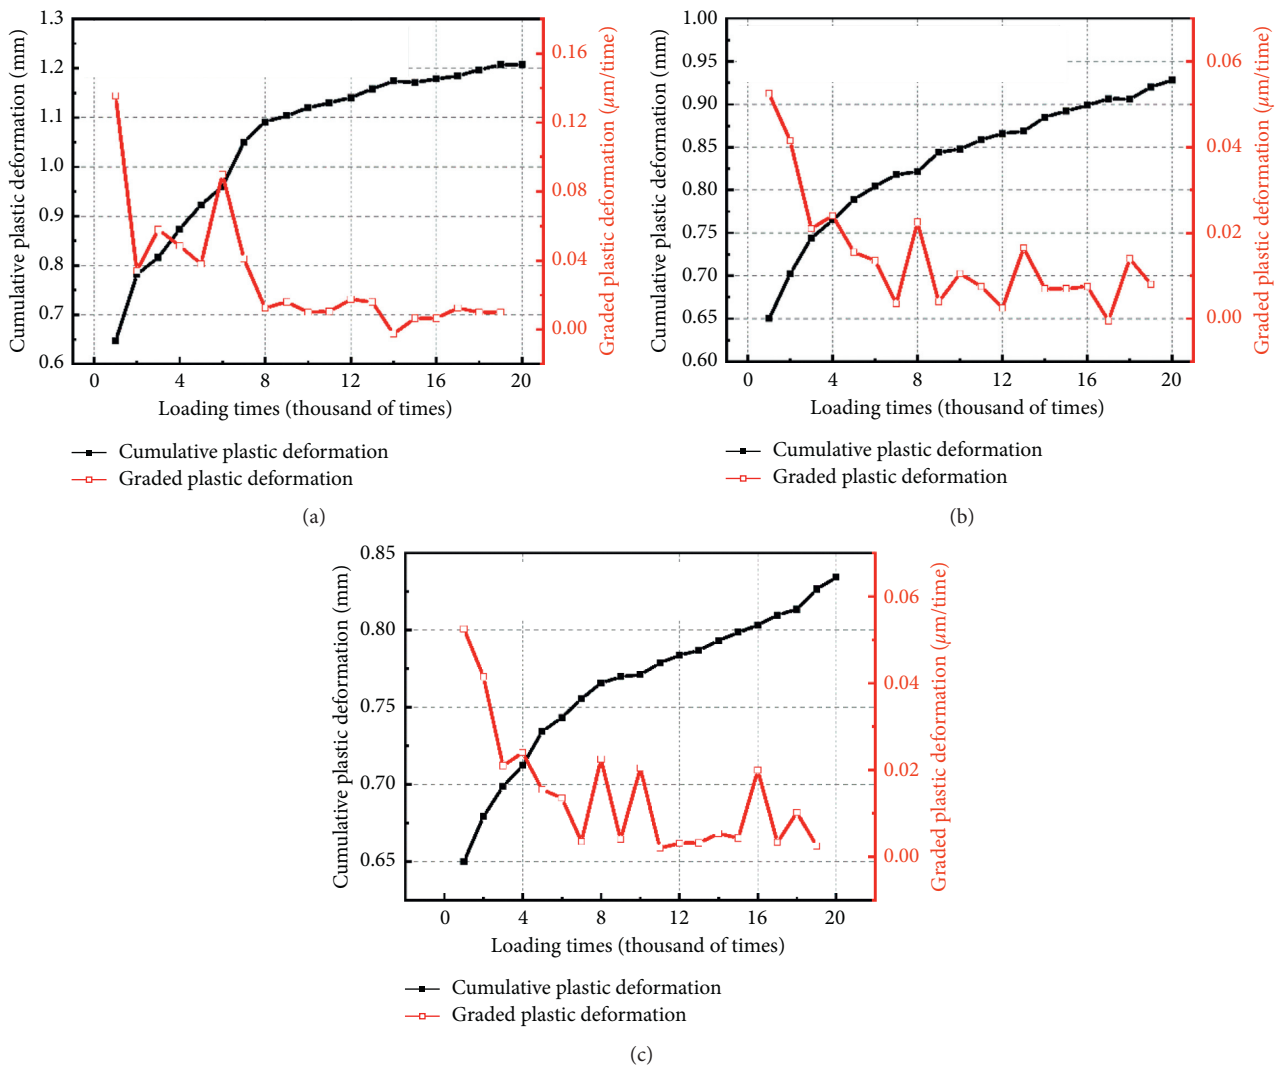 1.3
1.2
1.1
1.0
0.9
0.8
0.7
0.6
Cumulative plastic deformation (mm)
0.16
0.12
0.08
0.04
0.00
Graded plastic deformation (μm/time)
0 4 8 12 16 20
Loading times (thousand of times)
Cumulative plastic deformation
Graded plastic deformation
(a)
1.00
0.95
0.90
0.85
0.80
0.75
0.70
0.65
0.60
Cumulative plastic deformation (mm)
0.06
0.04
0.02
0.00
Graded plastic deformation (μm/time)
0 4 8 12 16 20
Loading times (thousand of times)
Cumulative plastic deformation
Graded plastic deformation
(b)
0.85
0.80
0.75
0.70
0.65
Cumulative plastic deformation (mm)
0.06
0.04
0.02
0.00
Graded plastic deformation (μm/time)
0 4 8 12 16 20
Loading times (thousand of times)
Cumulative plastic deformation
Graded plastic deformation
(c)